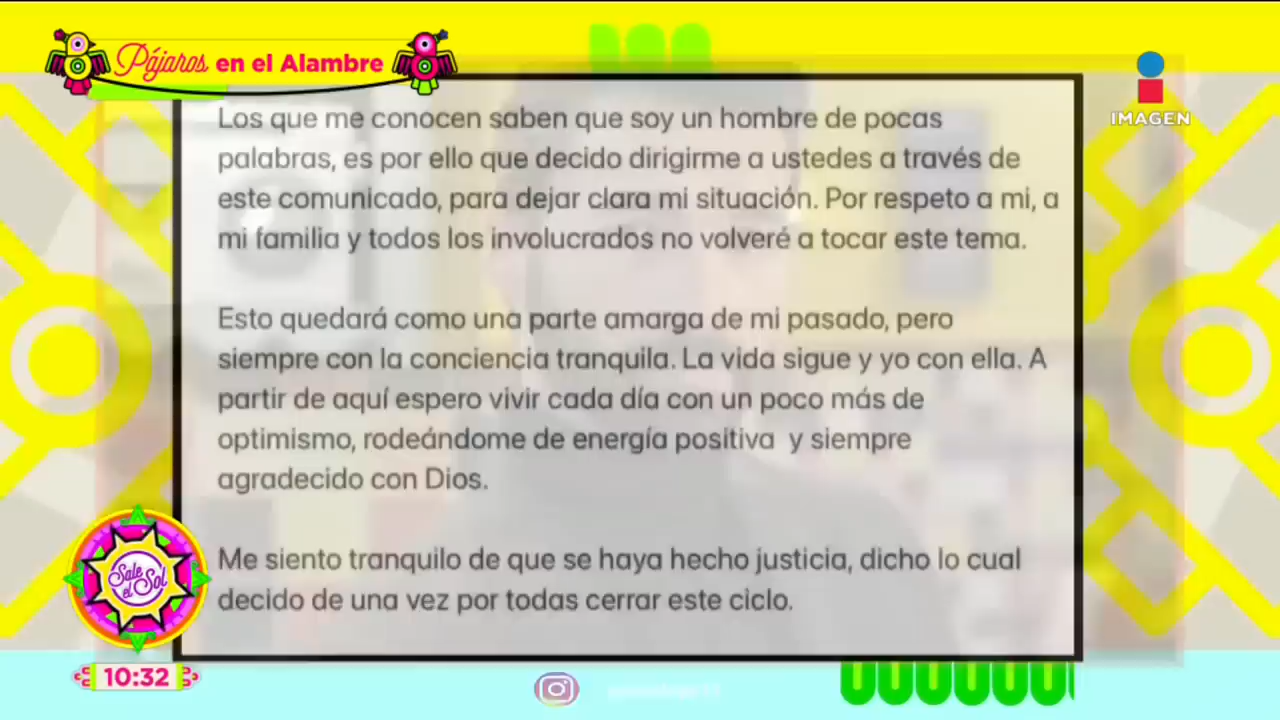 Pájaros en el Alambre
IMAGEN
Los que me conocen saben que soy un hombre de pocas
palabras, es por ello que decido dirigirme a ustedes a través de
este comunicado, para dejar clara mi situación. Por respeto a mi, a
mi familia y todos los involucrados no volveré a tocar este tema.
Esto quedará como una parte amarga de mi pasado, pero
siempre con la conciencia tranquila. La vida sigue y yo con ella. A
partir de aquí espero vivir cada día con un poco más de
optimismo, rodeándome de energía positiva y siempre
agradecido con Dios.
Me siento tranquilo de que se haya hecho justicia, dicho lo cual
decido de una vez por todas cerrar este ciclo.
Sale
el Sol
10:32